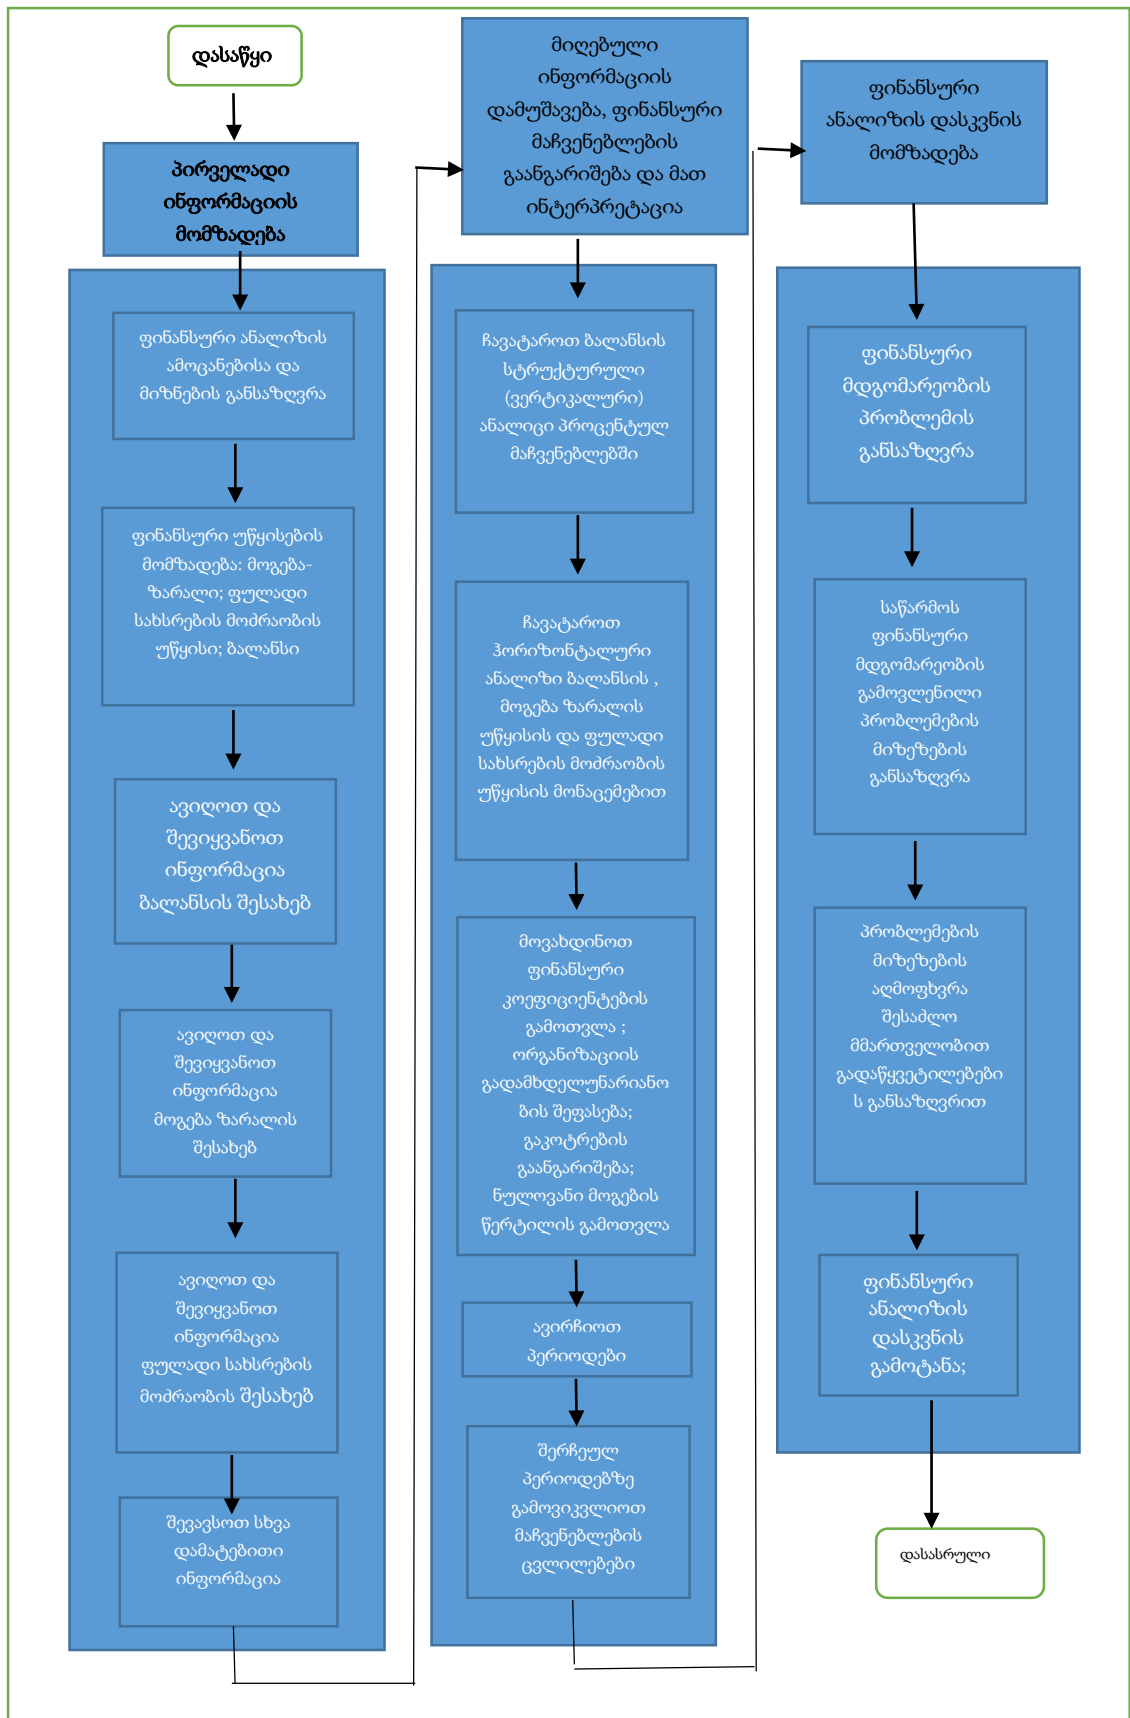 დასაწყი
პირველადი
ინფორმაციის
მომზადება
ფინანსური ანალიზის
ამოცანებისა და
მიზნების განსაზღვრა
ფინანსური უწყისების
მომზადება: მოგება-
ზარალი; ფულადი
სახსრების მოძრაობის
უწყისი; ბალანსი
ავიღოთ და
შევიყვანოთ
ინფორმაცია
ბალანსის შესახებ
ავიღოთ და
შევიყვანოთ
ინფორმაცია
მოგება ზარალის
შესახებ
ავიღოთ და
შევიყვანოთ
ინფორმაცია
ფულადი სახსრების
მოძრაობის შესახებ
შევავსოთ სხვა
დამატებითი
ინფორმაცია
მიღებული
ინფორმაციის
დამუშავება, ფინანსური
მაჩვენებლების
გაანგარიშება და მათ
ინტერპრეტაცია
ჩავატაროთ ბალანსის
სტრუქტურული
(ვერტიკალური)
ანალიცი პროცენტულ
მაჩვენებლებში
ჩავატაროთ
ჰორიზონტალური
ანალიზი ბალანსის ,
მოგება ზარალის
უწყისის და ფულადი
სახსრების მოძრაობის
უწყისის მონაცემებით
მოვახდინოთ
ფინანსური
კოეფიციენტების
გამოთვლა ;
ორგანიზაციის
გადამხდელუნარიანო
ბის შეფასება;
გაკოტრების
გაანგარიშება;
ნულოვანი მოგების
წერტილის გამოთვლა
ავირჩიოთ
პერიოდები
შერჩეულ
პერიოდებზე
გამოვიკვლიოთ
მაჩვენებლების
ცვლილებები
ფინანსური
ანალიზის დასკვნის
მომზადება
ფინანსური
მდგომარეობის
პრობლემის
განსაზღვრა
საწარმოს
ფინანსური
მდგომარეობის
გამოვლენილი
პრობლემების
მიზეზების
განსაზღვრა
პრობლემების
მიზეზების
აღმოფხვრა
შესაძლო
მმართველობით
გადაწყვეტილებები
ს განსაზღვრით
ფინანსური
ანალიზის
დასკვნის
გამოტანა;
დასასრული